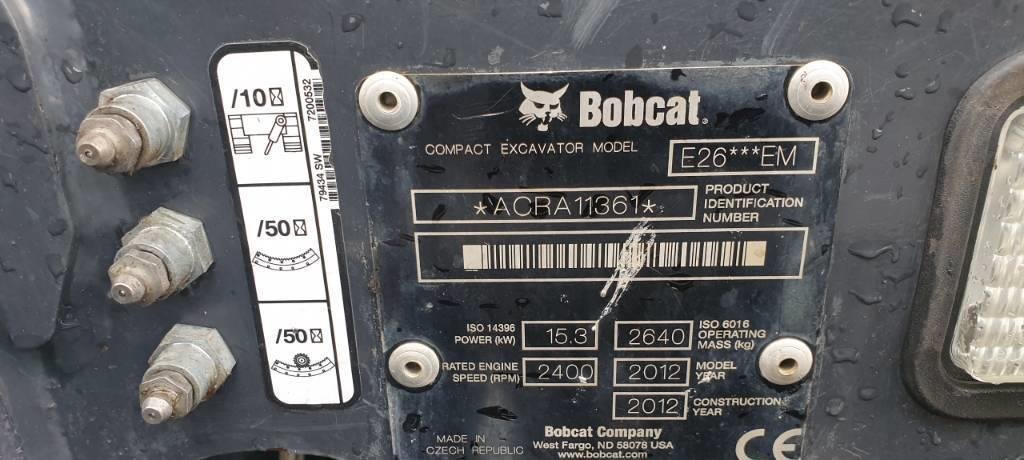 /10
/50
/50
7200532
79434 SW
Bobcat.
COMPACT EXCAVATOR MODEL E26***EM
*ACRA11361* PRODUCT
IDENTIFICATION
NUMBER
ISO 14396
POWER (kW) 15.3
2640 ISO 6016
OPERATING
MASS (kg)
RATED ENGINE
SPEED (RPM) 2400
2012 MODEL
YEAR
2012 CONSTRUCTION
YEAR
MADE IN
CZECH REPUBLIC
Bobcat Company
West Fargo, ND 58078 USA
www.bobcat.com
CE